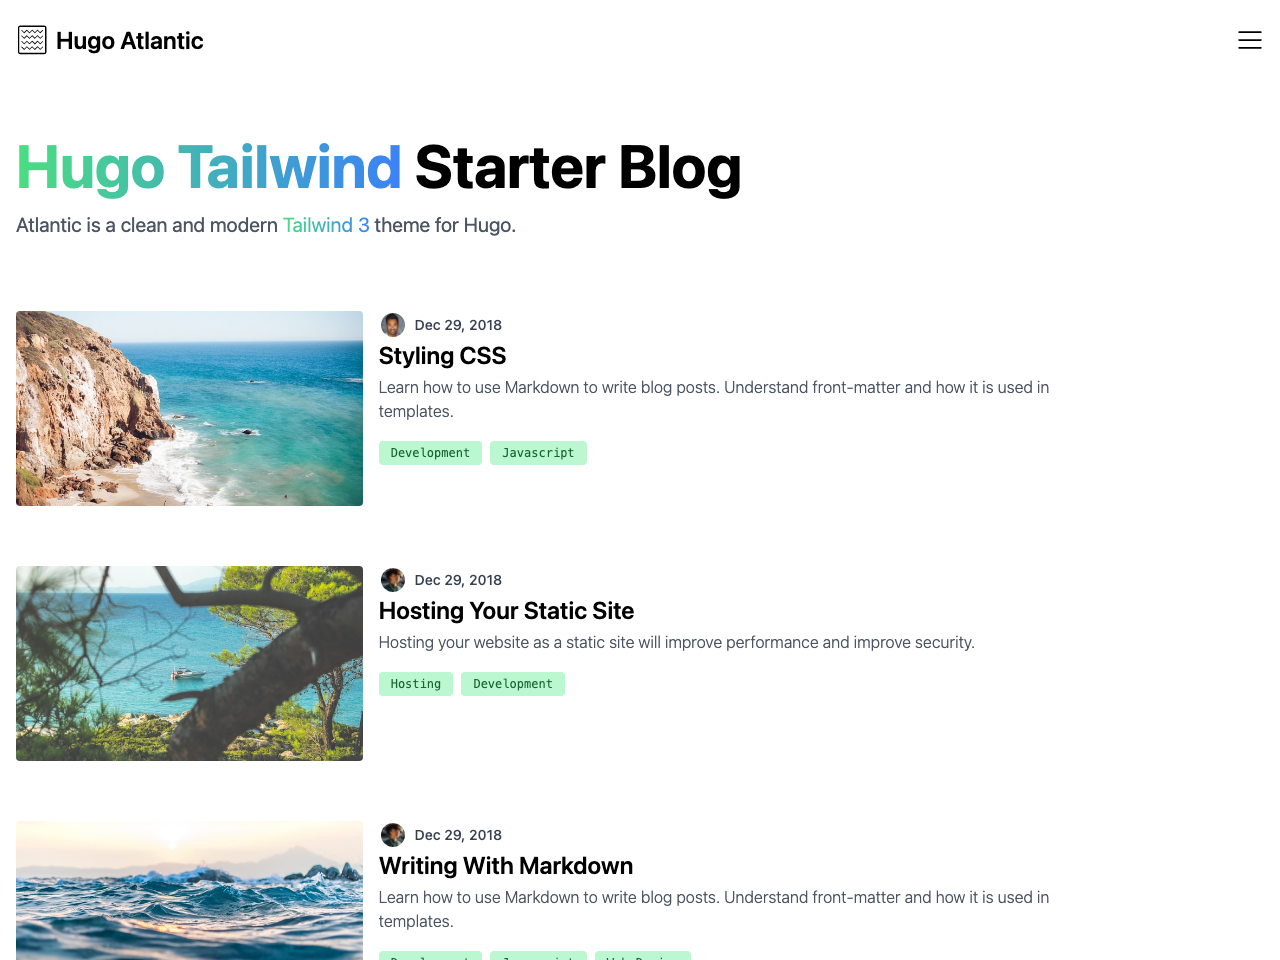 Hugo Atlantic
Hugo Tailwind Starter Blog
Atlantic is a clean and modern Tailwind 3 theme for Hugo.
Dec 29, 2018
Styling CSS
Learn how to use Markdown to write blog posts. Understand front-matter and how it is used in
templates.
Development Javascript
Dec 29, 2018
Hosting Your Static Site
Hosting your website as a static site will improve performance and improve security.
Hosting Development
Dec 29, 2018
Writing With Markdown
Learn how to use Markdown to write blog posts. Understand front-matter and how it is used in
templates.
Development Javascript Web Design